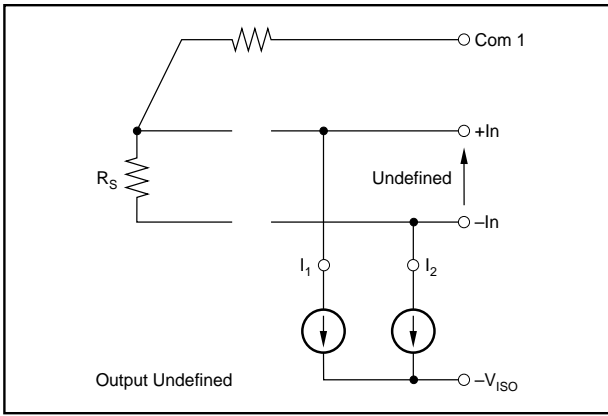 Com 1
+In
R_S
Undefined
–In
I_1
I_2
Output Undefined
–V_ISO